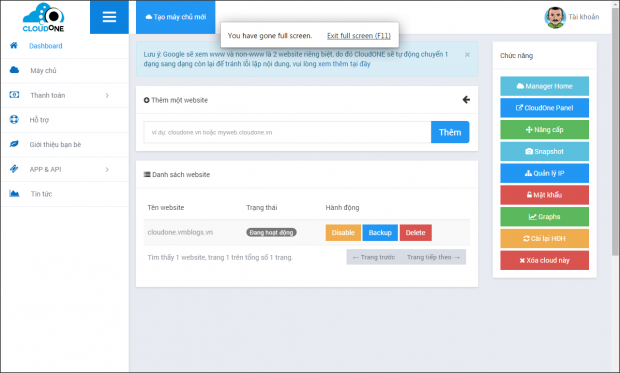 CLOUDONE
Tạo máy chủ mới
You have gone full screen. Exit full screen (F11)
Tài khoản
Dashboard
Máy chủ
Thanh toán
Hỗ trợ
Giới thiệu bạn bè
APP & API
Tin tức
Lưu ý: Google sẽ xem www và non-www là 2 website riêng biệt, do đó CloudONE sẽ tự động chuyển 1
dạng sang dạng còn lại để tránh lỗi lặp nội dung, vui lòng xem thêm tại đây
×
Thêm một website
ví dụ: cloudone.vn hoặc myweb.cloudone.vn
Thêm
Danh sách website
Tên website Trạng thái Hành động
cloudone.vmblogs.vn Đang hoạt động Disable Backup Delete
Tìm thấy 1 website, trang 1 trên tổng số 1 trang.
← Trang trước Trang tiếp theo →
Chức năng
Manager Home
CloudOne Panel
Nâng cấp
Snapshot
Quản lý IP
Mật khẩu
Graphs
Cài lại HĐH
Xóa cloud này